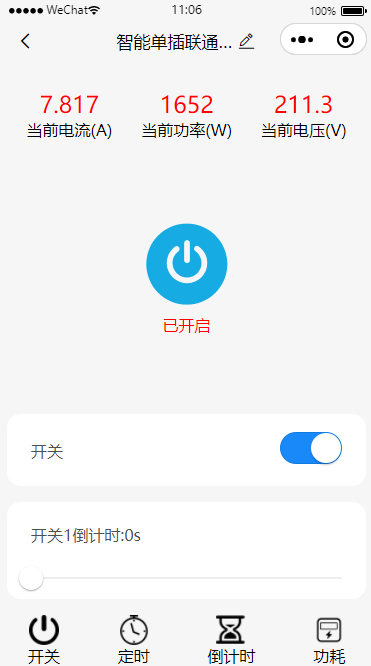 ●●●●● WeChat 11:06 100%
智能单插联通...
7.817 1652 211.3
当前电流(A) 当前功率(W) 当前电压(V)
已开启
开关
开关1倒计时:0s
开关 定时 倒计时 功耗